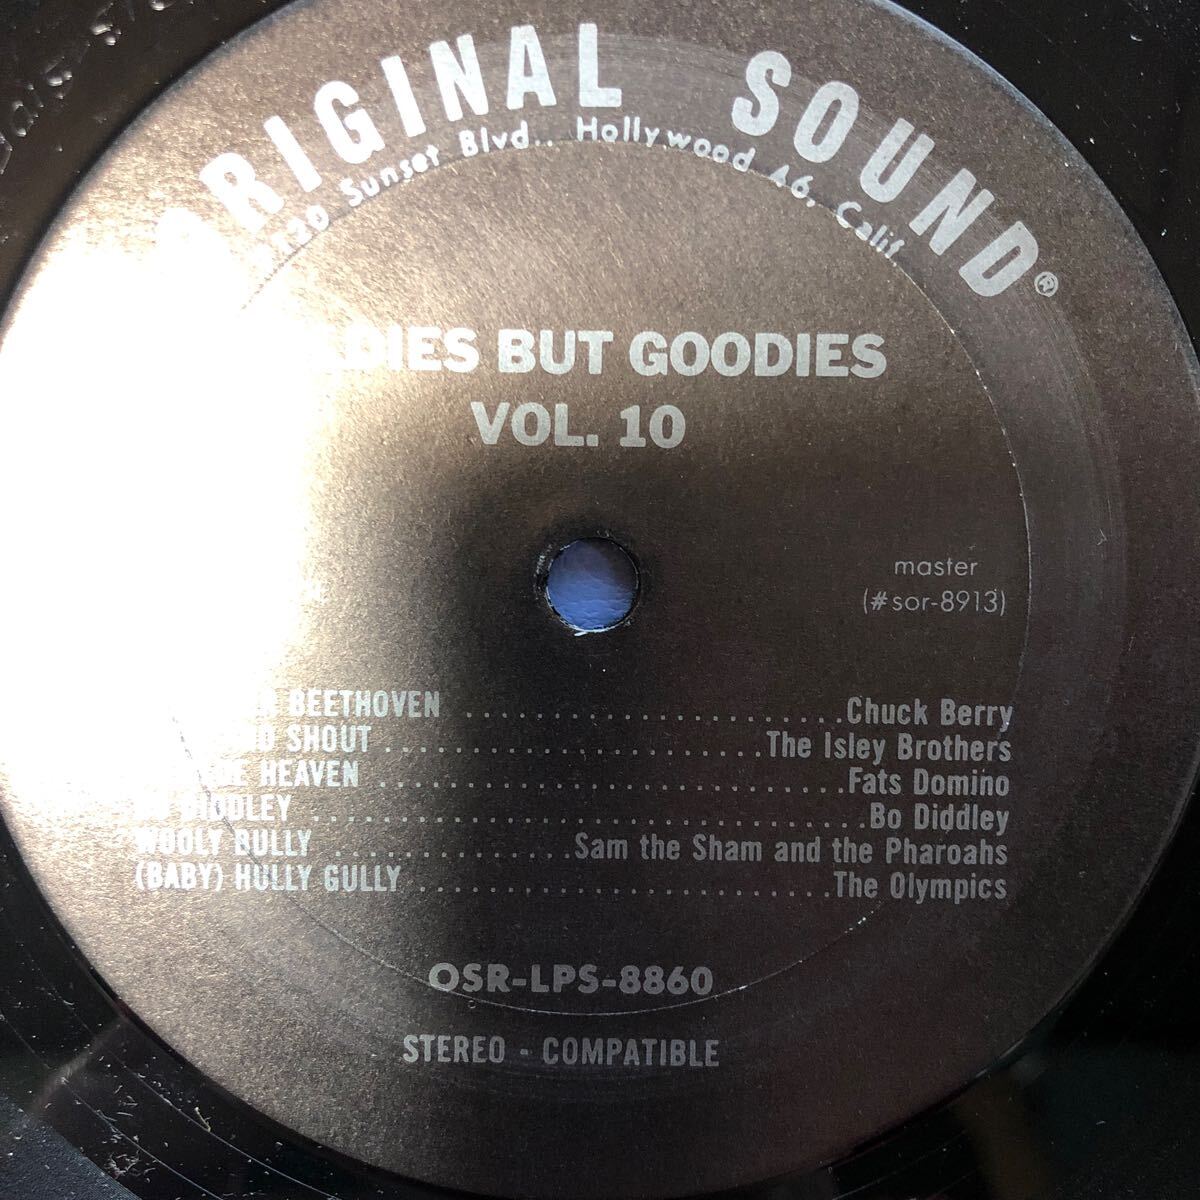 ORIGINAL SOUND®
Sunset Blvd., Hollywood 46, Calif.
BUT GOODIES
VOL. 10
master
(#sor-8913)
BEETHOVEN ........................ Chuck Berry
SHOUT ........................ The Isley Brothers
HEAVEN ........................ Fats Domino
DIDDLEY ........................ Bo Diddley
WOOLY BULLY ............ Sam the Sham and the Pharoahs
(BABY) HULLY GULLY ........................ The Olympics
OSR-LPS-8860
STEREO - COMPATIBLE